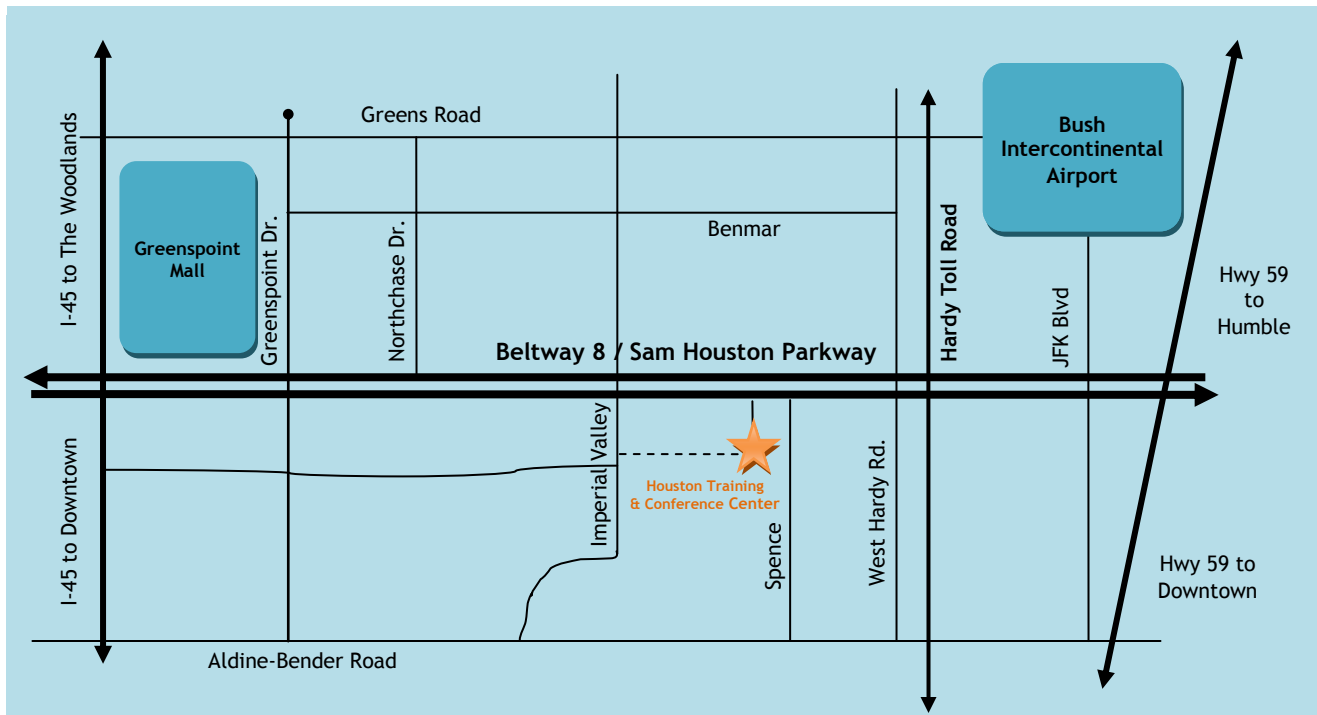 Greens Road
Bush
Intercontinental
Airport
I-45 to The Woodlands
Greenspoint
Mall
Greenspoint Dr.
Northchase Dr.
Benmar
Hardy Toll Road
JFK Blvd
Hwy 59
to
Humble
Beltway 8 / Sam Houston Parkway
I-45 to Downtown
Imperial Valley
Houston Training
& Conference Center
Spence
West Hardy Rd.
Hwy 59 to
Downtown
Aldine-Bender Road